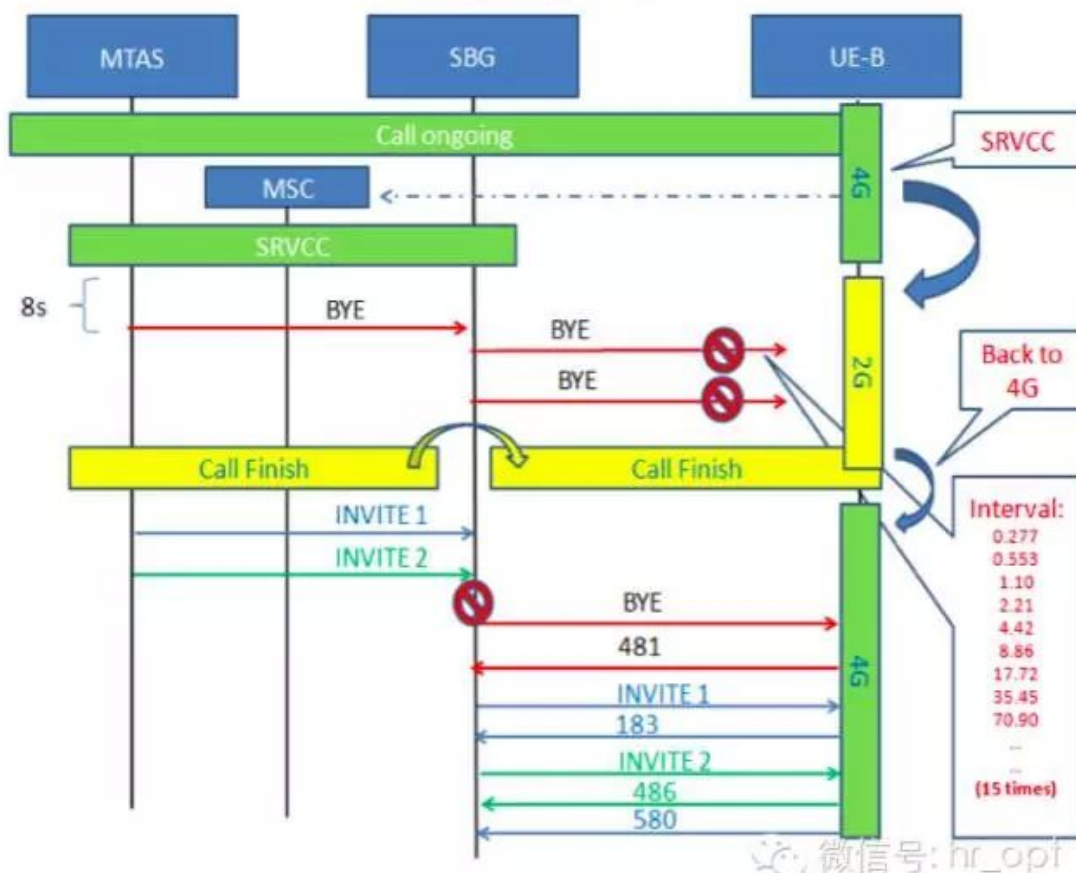 MTAS
SBG
UE-B
Call ongoing
SRVCC
4G
MSC
SRVCC
8s
BYE
BYE
BYE
2G
Back to
4G
Call Finish
Call Finish
INVITE 1
INVITE 2
BYE
481
INVITE 1
183
INVITE 2
486
580
4G
Interval:
0.277
0.553
1.10
2.21
4.42
8.86
17.72
35.45
70.90
...
...
(15 times)
微信号: hr_opf